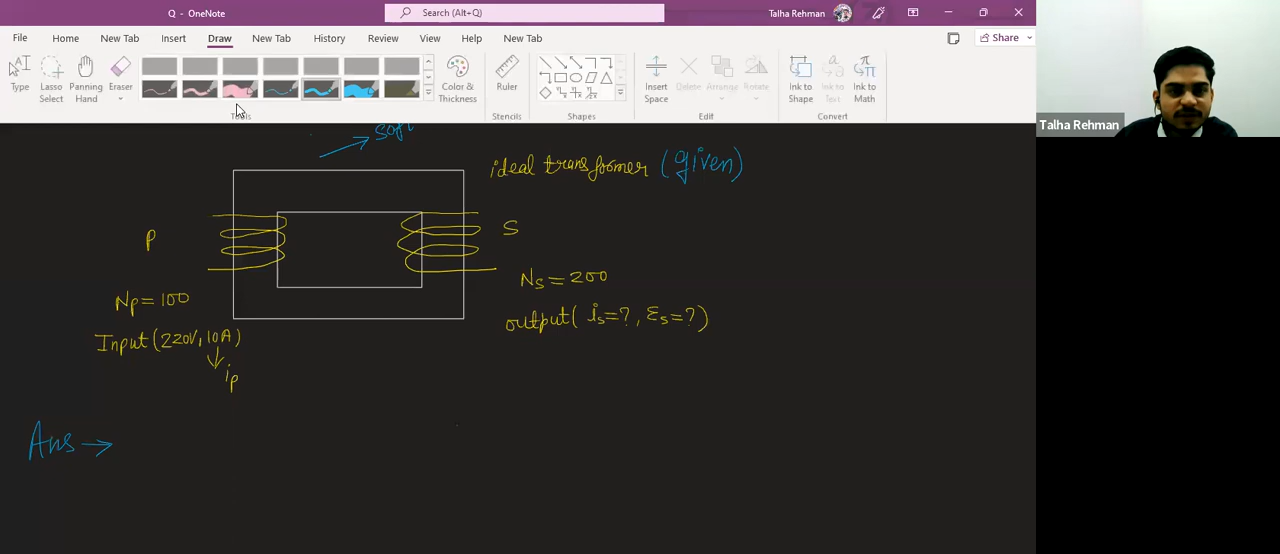 Q - OneNote
Search (Alt+Q)
Talha Rehman
File Home New Tab Insert Draw New Tab History Review View Help New Tab
Share
Type
Lasso Select
Panning Hand
Eraser
Color & Thickness
Ruler
Insert Space
Delete
Arrange
Rotate
Ink to Shape
Ink to Text
Ink to Math
Tools
Stencils
Shapes
Edit
Convert
Talha Rehman
soft
ideal transformer (given)
P
S
Ns = 200
Np = 100
output( is=?, Es=?)
Input (220V, 10A)
ip
Ans →